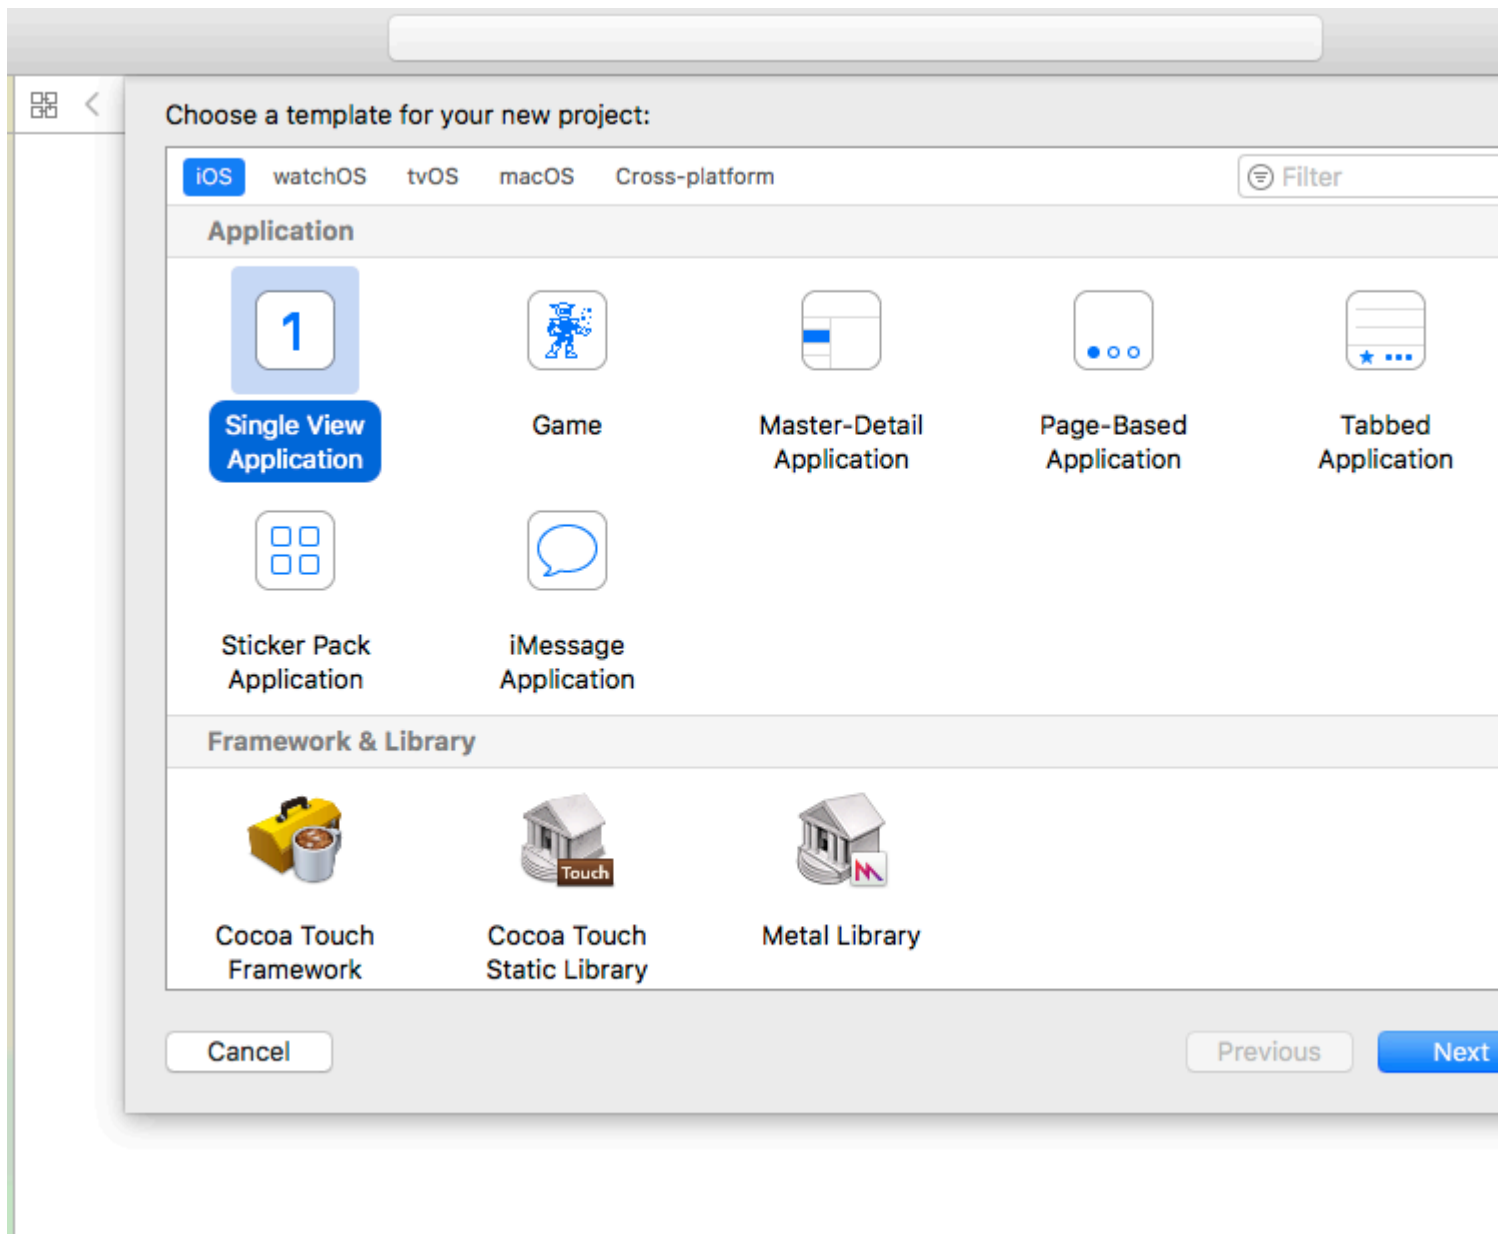 Choose a template for your new project:
iOS watchOS tvOS macOS Cross-platform Filter
Application
1
Single View
Application
Game
Master-Detail
Application
Page-Based
Application
Tabbed
Application
Sticker Pack
Application
iMessage
Application
Framework & Library
Touch
Cocoa Touch
Framework
Cocoa Touch
Static Library
Metal Library
Cancel Previous Next